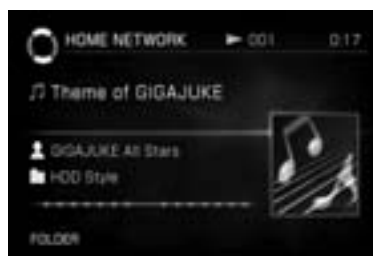 HOME NETWORK ► 001 0:17
Theme of GIGAJUKE
GIGAJUKE All Stars
HDD Style
FOLDER